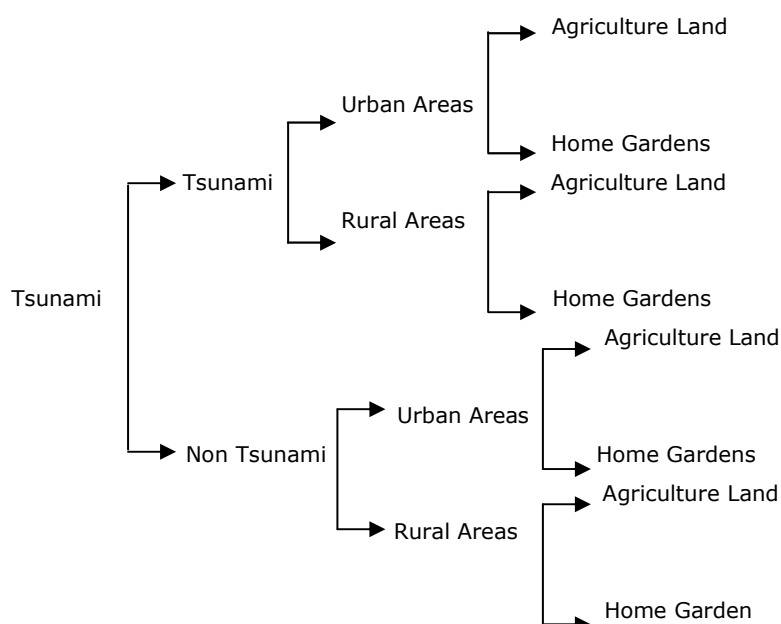 Agriculture Land
Urban Areas
Home Gardens
Tsunami
Agriculture Land
Rural Areas
Tsunami
Home Gardens
Agriculture Land
Urban Areas
Non Tsunami
Home Gardens
Agriculture Land
Rural Areas
Home Garden